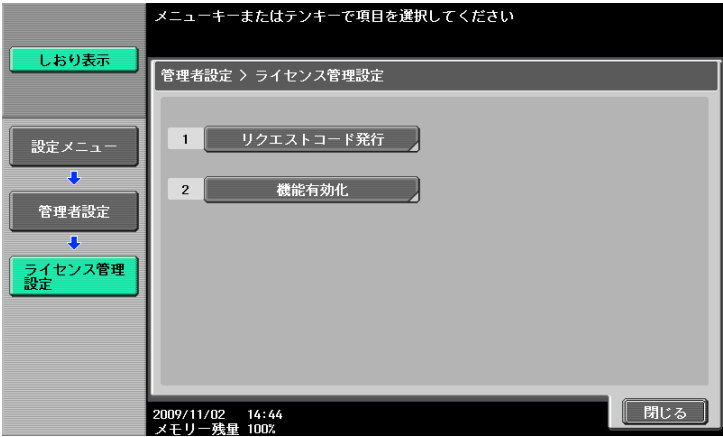 メニューキーまたはテンキーで項目を選択してください
しおり表示
管理者設定 > ライセンス管理設定
設定メニュー
管理者設定
ライセンス管理
設定
1 リクエストコード発行
2 機能有効化
2009/11/02 14:44
メモリー残量 100%
閉じる